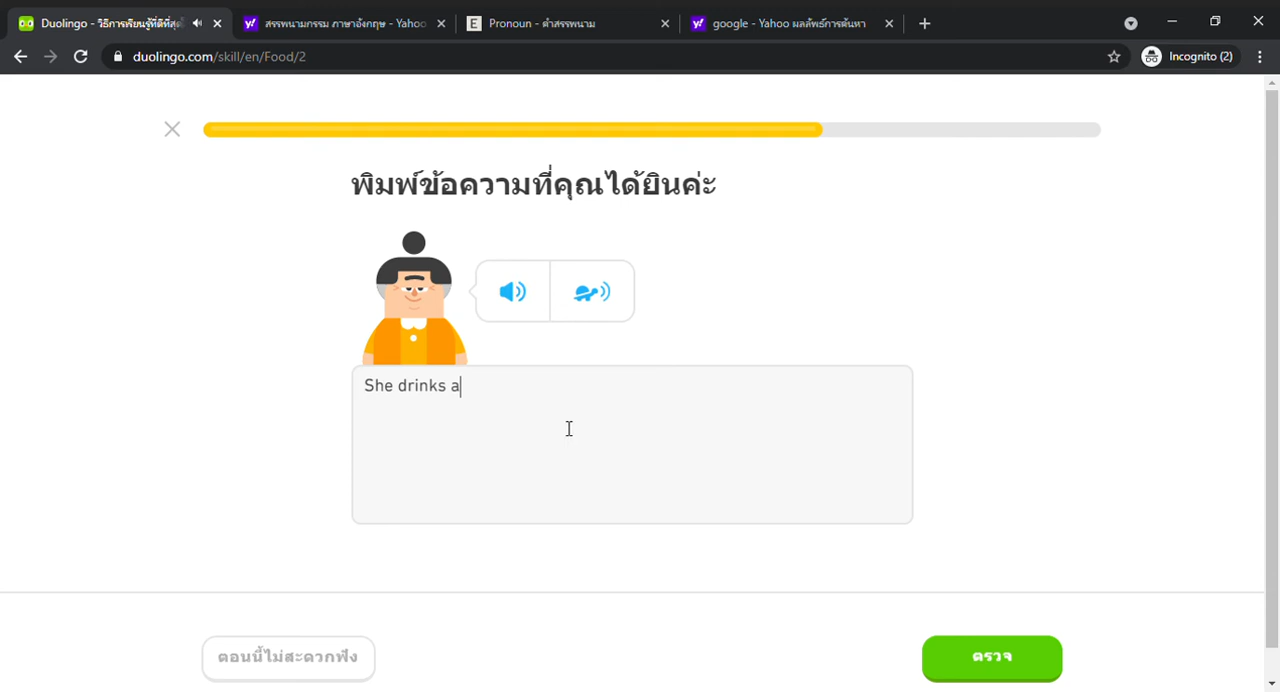 Duolingo - วิธีการเรียนรู้ที่ดีที่สุด
สรรพนามกรรม ภาษาอังกฤษ - Yahoo
E Pronoun - คำสรรพนาม
google - Yahoo ผลลัพธ์การค้นหา
duolingo.com/skill/en/Food/2
Incognito (2)
พิมพ์ข้อความที่คุณได้ยินค่ะ
She drinks a
ตอนนี้ไม่สะดวกฟัง
ตรวจ